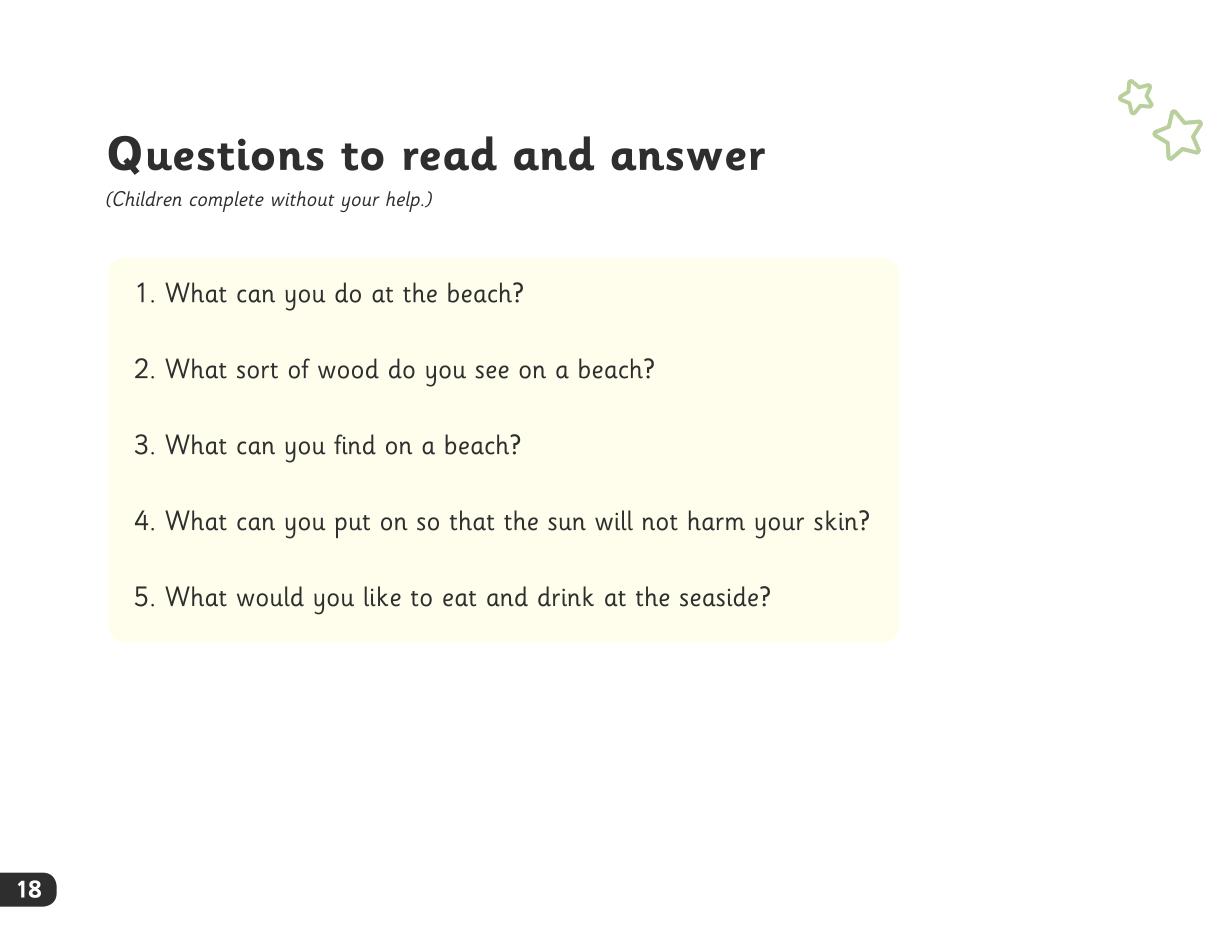 Questions to read and answer
(Children complete without your help.)
1. What can you do at the beach?
2. What sort of wood do you see on a beach?
3. What can you find on a beach?
4. What can you put on so that the sun will not harm your skin?
5. What would you like to eat and drink at the seaside?
18